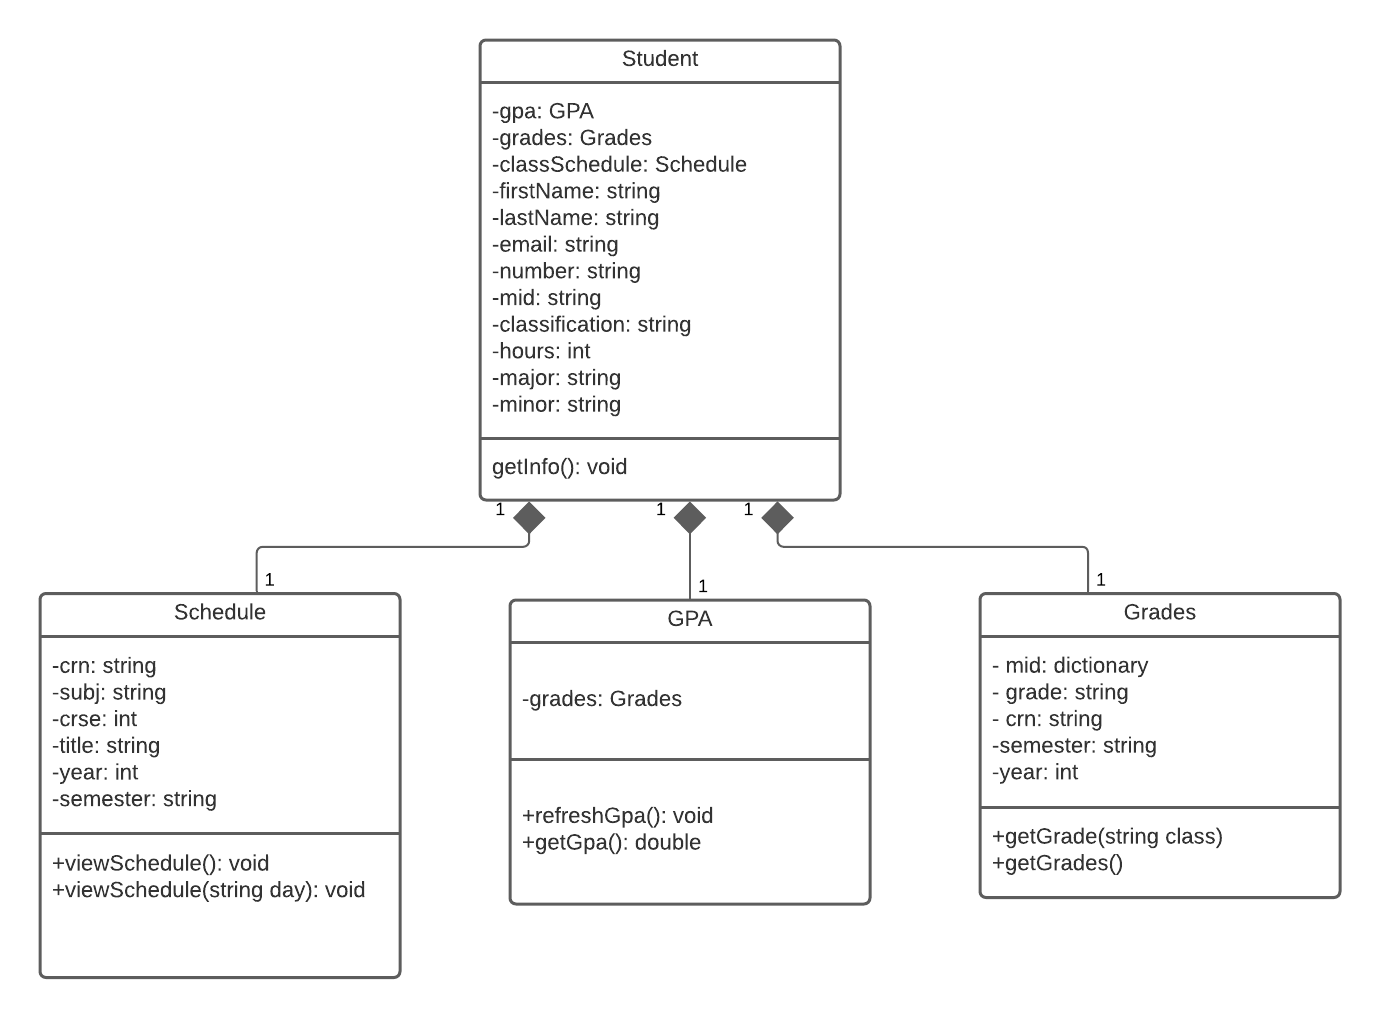 Student
-gpa: GPA
-grades: Grades
-classSchedule: Schedule
-firstName: string
-lastName: string
-email: string
-number: string
-mid: string
-classification: string
-hours: int
-major: string
-minor: string
getInfo(): void
1
1
1
1
1
1
Schedule
-crn: string
-subj: string
-crse: int
-title: string
-year: int
-semester: string
+viewSchedule(): void
+viewSchedule(string day): void
GPA
-grades: Grades
+refreshGpa(): void
+getGpa(): double
Grades
- mid: dictionary
- grade: string
- crn: string
-semester: string
-year: int
+getGrade(string class)
+getGrades()